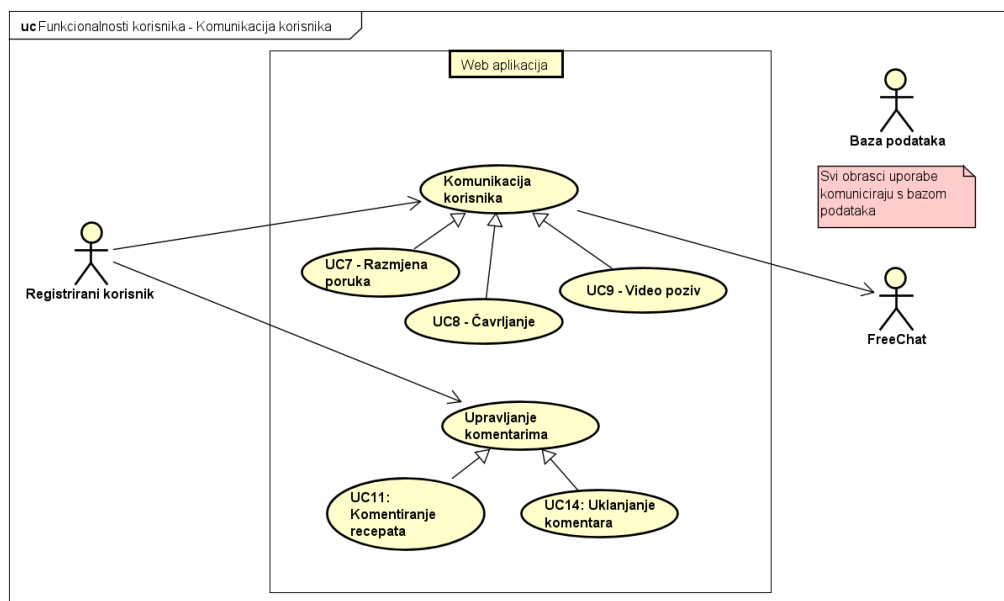 uc Funkcionalnosti korisnika - Komunikacija korisnika
Web aplikacija
Baza podataka
Svi obrasci uporabe
komuniciraju s bazom
podataka
Komunikacija
korisnika
Registrirani korisnik
UC7 - Razmjena
poruka
UC8 - Čavrljanje
UC9 - Video poziv
FreeChat
Upravljanje
komentarima
UC11:
Komentiranje
recepata
UC14: Uklanjanje
komentara